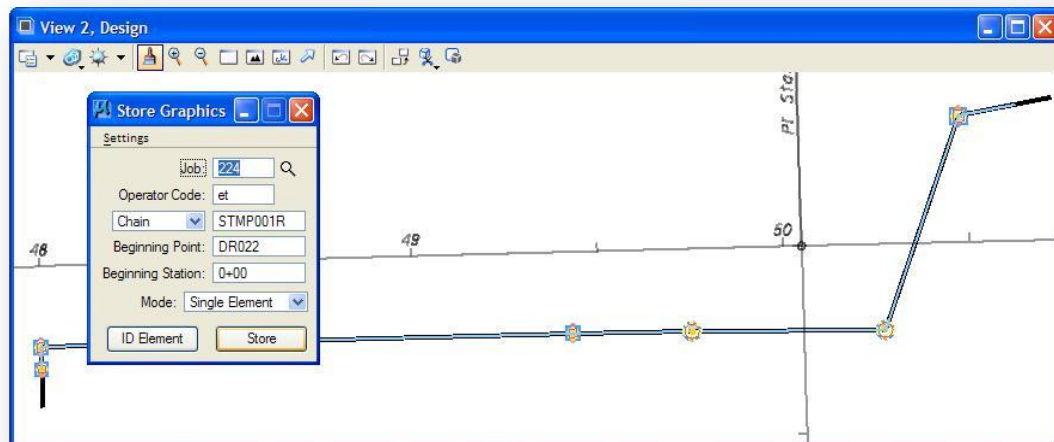 View 2, Design
Store Graphics
Settings
Job: 224
Operator Code: et
Chain STMP001R
Beginning Point: DR022
Beginning Station: 0+00
Mode: Single Element
ID Element Store
48
49
50
PI Sta.